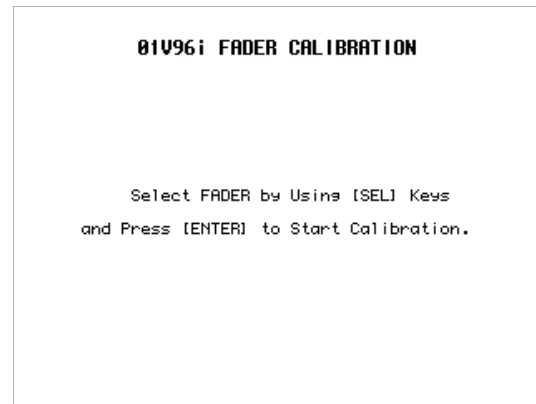 01V96i FADER CALIBRATION
Select FADER by Using [SEL] Keys
and Press [ENTER] to Start Calibration.